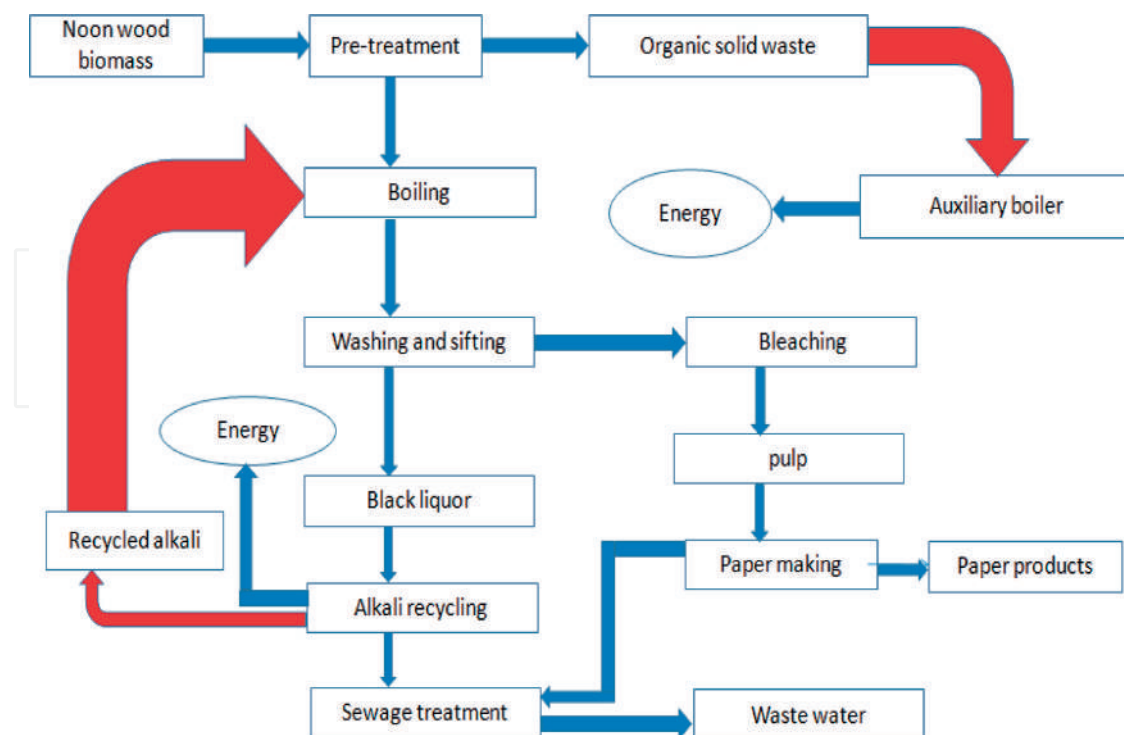 Noon wood
biomass
Pre-treatment
Organic solid waste
Boiling
Energy
Auxiliary boiler
Washing and sifting
Bleaching
Energy
pulp
Black liquor
Recycled alkali
Paper making
Paper products
Alkali recycling
Sewage treatment
Waste water